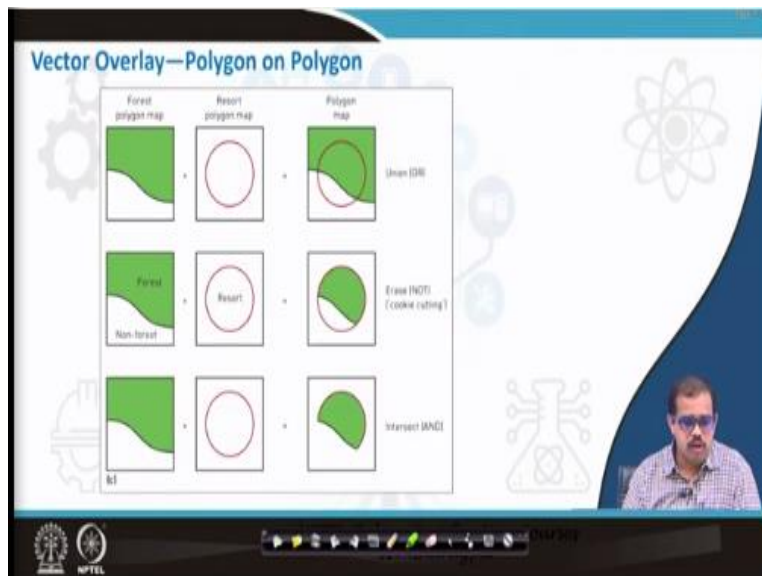 Vector Overlay—Polygon on Polygon
Forest polygon map
Resort polygon map
Polygon map
Union (OR)
Forest
Non-forest
Resort
Erase (NOT)
('cookie cutting')
Intersect (AND)
(c)
NPTEL